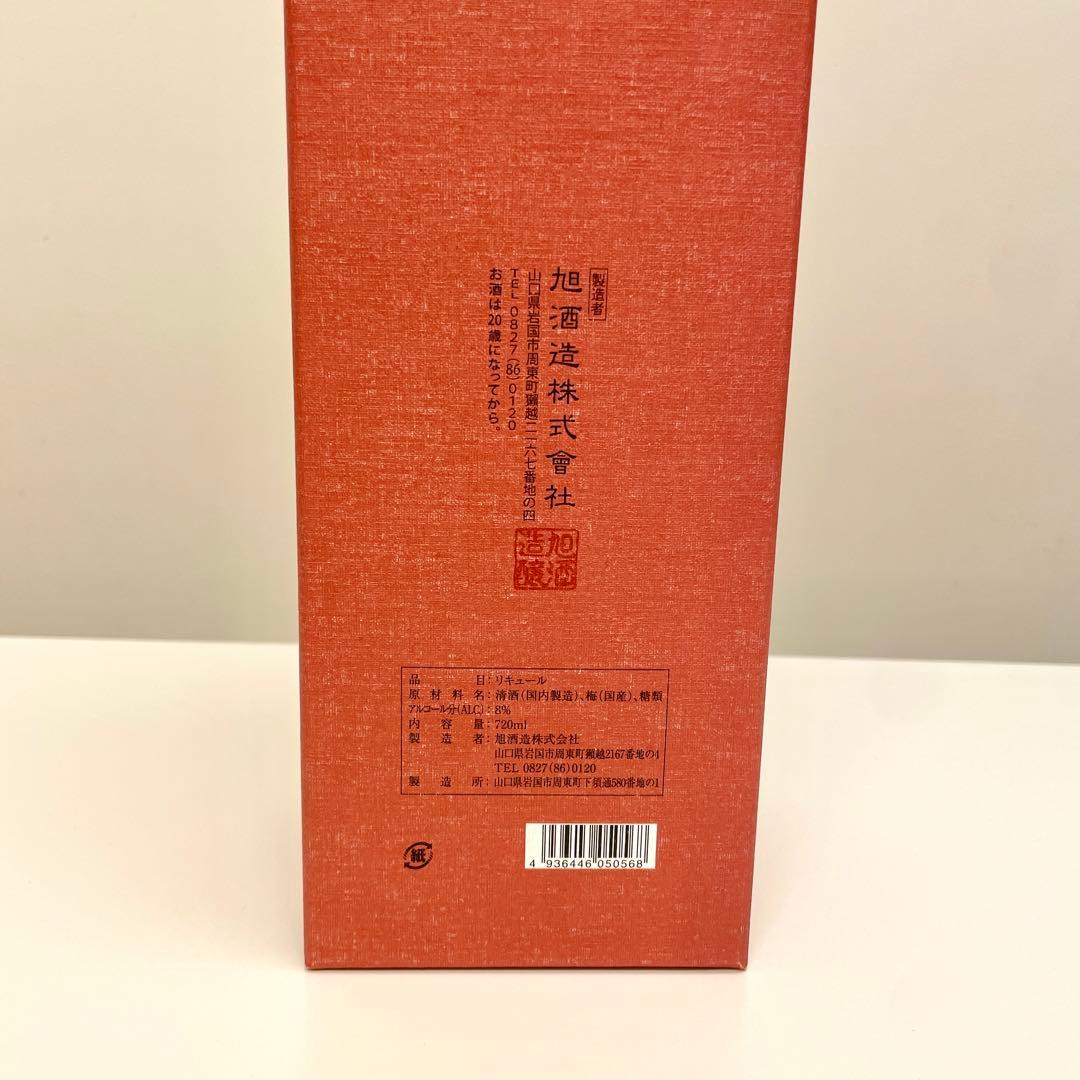 製造者
旭酒造株式會社
山口県岩国市周東町獺越二一六七番地の四
TEL 0827(86)0120
お酒は20歳になってから。
旭酒造醸
品目：リキュール
原材料名：清酒(国内製造)、梅(国産)、糖類
アルコール分(ALC)：8%
内容量：720ml
製造者：旭酒造株式会社
山口県岩国市周東町獺越2167番地の4
TEL 0827(86)0120
製造所：山口県岩国市周東町下須通580番地の1
紙
4 936446 050568